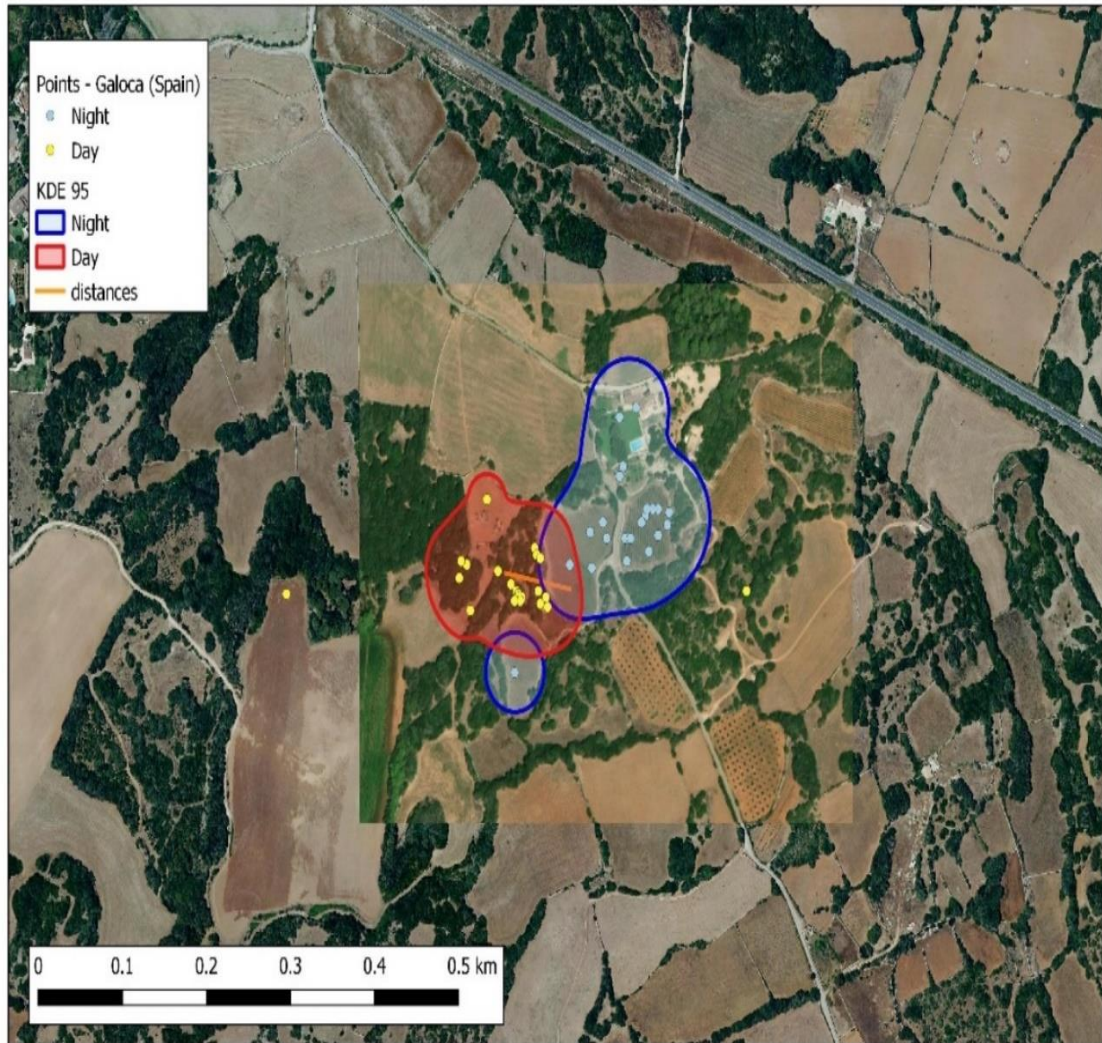 Points - Galoca (Spain)
Night
Day
KDE 95
Night
Day
distances
0 0.1 0.2 0.3 0.4 0.5 km